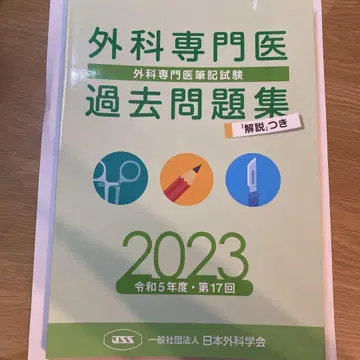 外科専門医
外科専門医筆記試験
過去問題集
「解説」つき
2023
令和5年度・第17回
JSS 一般社団法人 日本外科学会